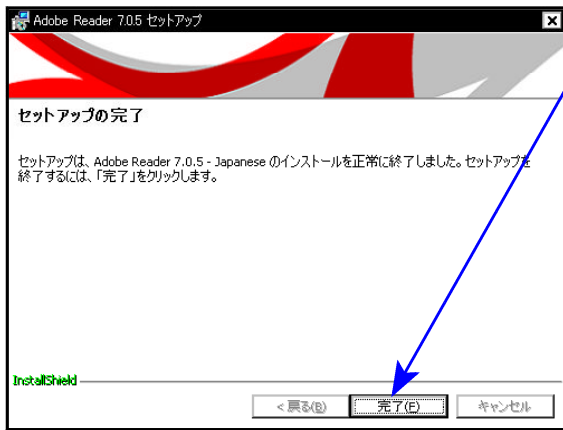 Adobe Reader 7.0.5 セットアップ
セットアップの完了
セットアップは、Adobe Reader 7.0.5 - Japanese のインストールを正常に終了しました。セットアップを
終了するには、「完了」をクリックします。
InstallShield
< 戻る(B) 完了(F) キャンセル